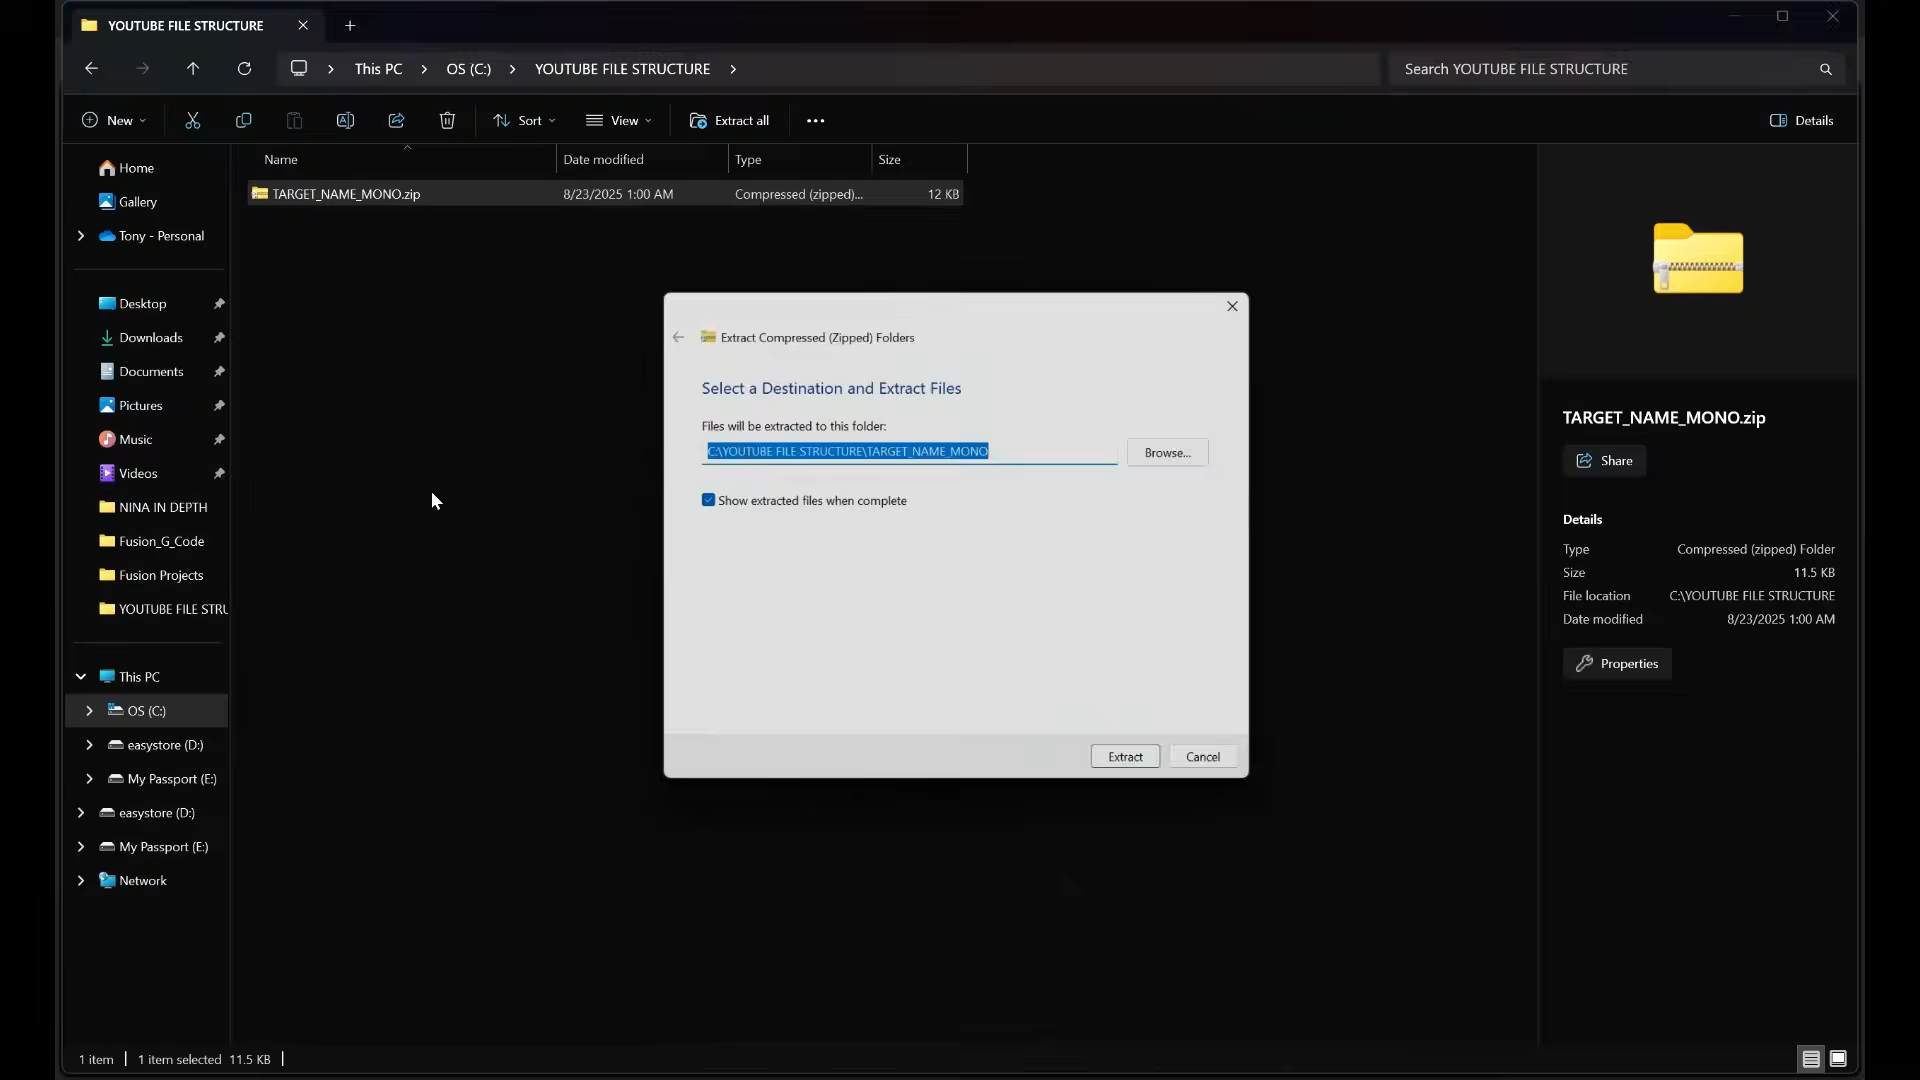 YOUTUBE FILE STRUCTURE
This PC
OS (C:)
YOUTUBE FILE STRUCTURE
Search YOUTUBE FILE STRUCTURE
New
Sort
View
Extract all
Details
Name
Date modified
Type
Size
TARGET_NAME_MONO.zip
8/23/2025 1:00 AM
Compressed (zipped)...
12 KB
Home
Gallery
Tony - Personal
Desktop
Downloads
Documents
Pictures
Music
Videos
NINA IN DEPTH
Fusion_G_Code
Fusion Projects
YOUTUBE FILE STRU
This PC
OS (C:)
easystore (D:)
My Passport (E:)
easystore (D:)
My Passport (E:)
Network
Extract Compressed (Zipped) Folders
Select a Destination and Extract Files
Files will be extracted to this folder:
C:\YOUTUBE FILE STRUCTURE\TARGET_NAME_MONO
Browse...
Show extracted files when complete
Extract
Cancel
TARGET_NAME_MONO.zip
Share
Details
Type Compressed (zipped) Folder
Size 11.5 KB
File location C:\YOUTUBE FILE STRUCTURE
Date modified 8/23/2025 1:00 AM
Properties
1 item
1 item selected 11.5 KB